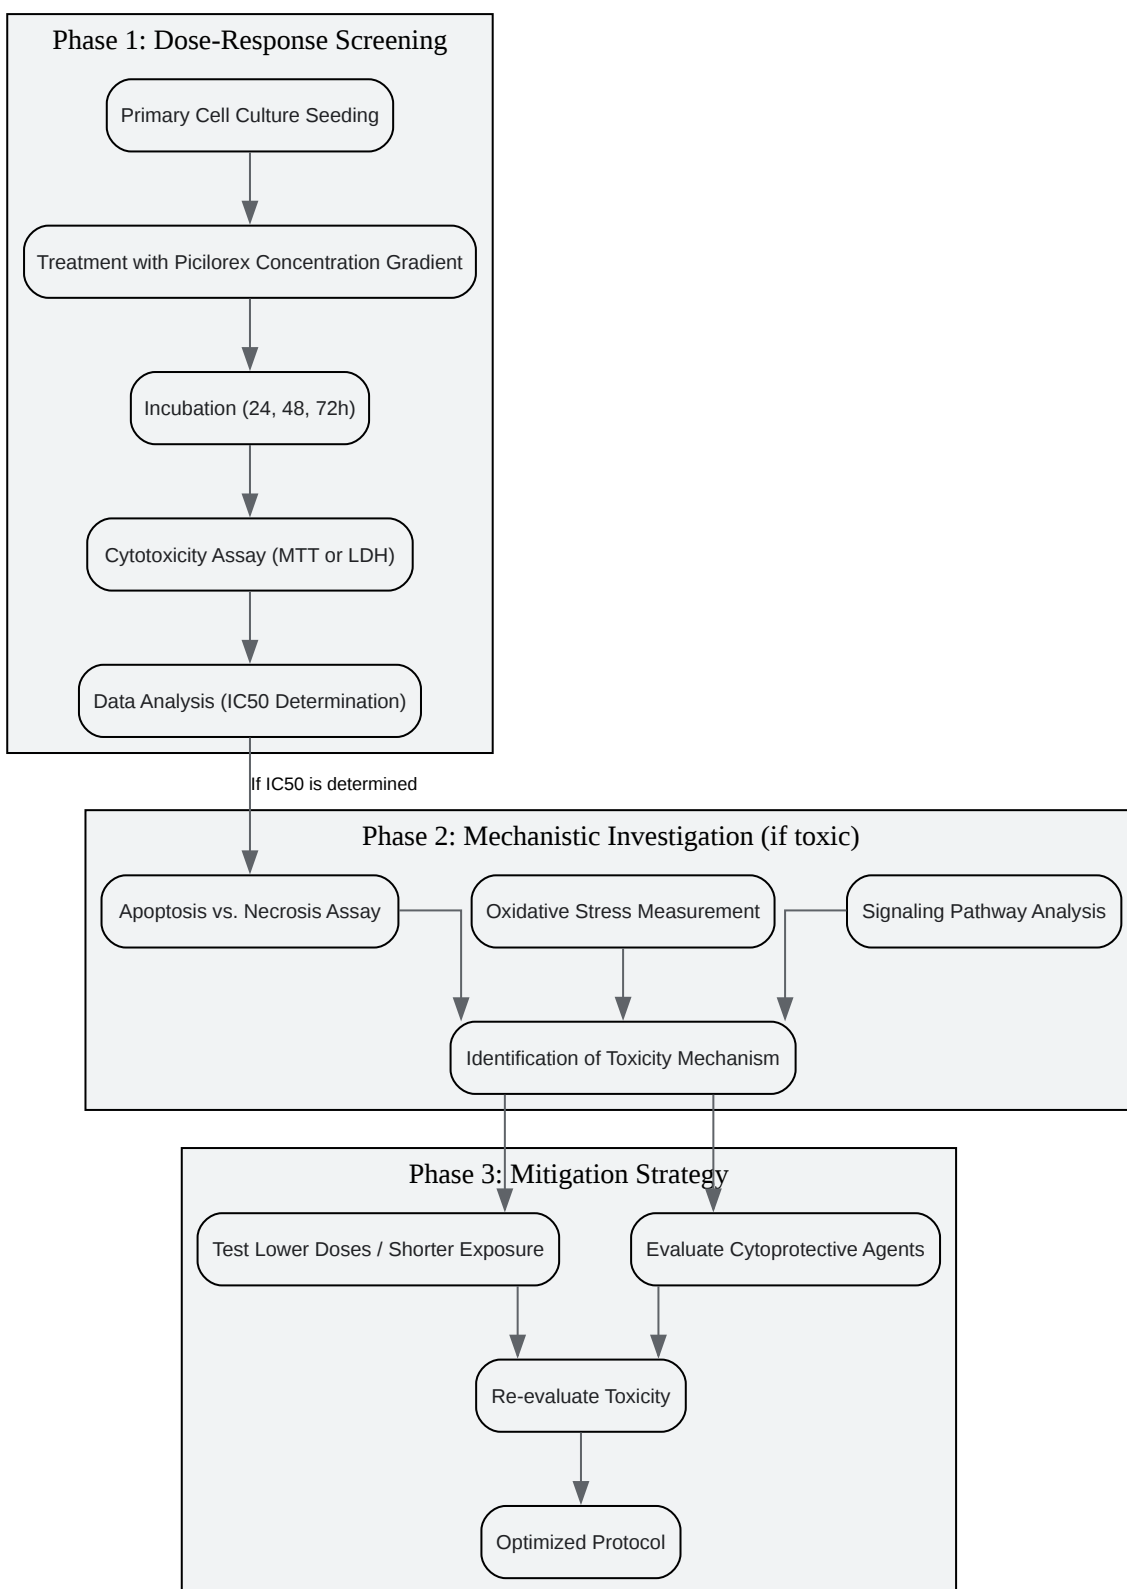 Phase 1: Dose-Response Screening
Primary Cell Culture Seeding
Treatment with Picilorex Concentration Gradient
Incubation (24, 48, 72h)
Cytotoxicity Assay (MTT or LDH)
Data Analysis (IC50 Determination)
If IC50 is determined
Phase 2: Mechanistic Investigation (if toxic)
Apoptosis vs. Necrosis Assay
Oxidative Stress Measurement
Signaling Pathway Analysis
Identification of Toxicity Mechanism
Phase 3: Mitigation Strategy
Test Lower Doses / Shorter Exposure
Evaluate Cytoprotective Agents
Re-evaluate Toxicity
Optimized Protocol